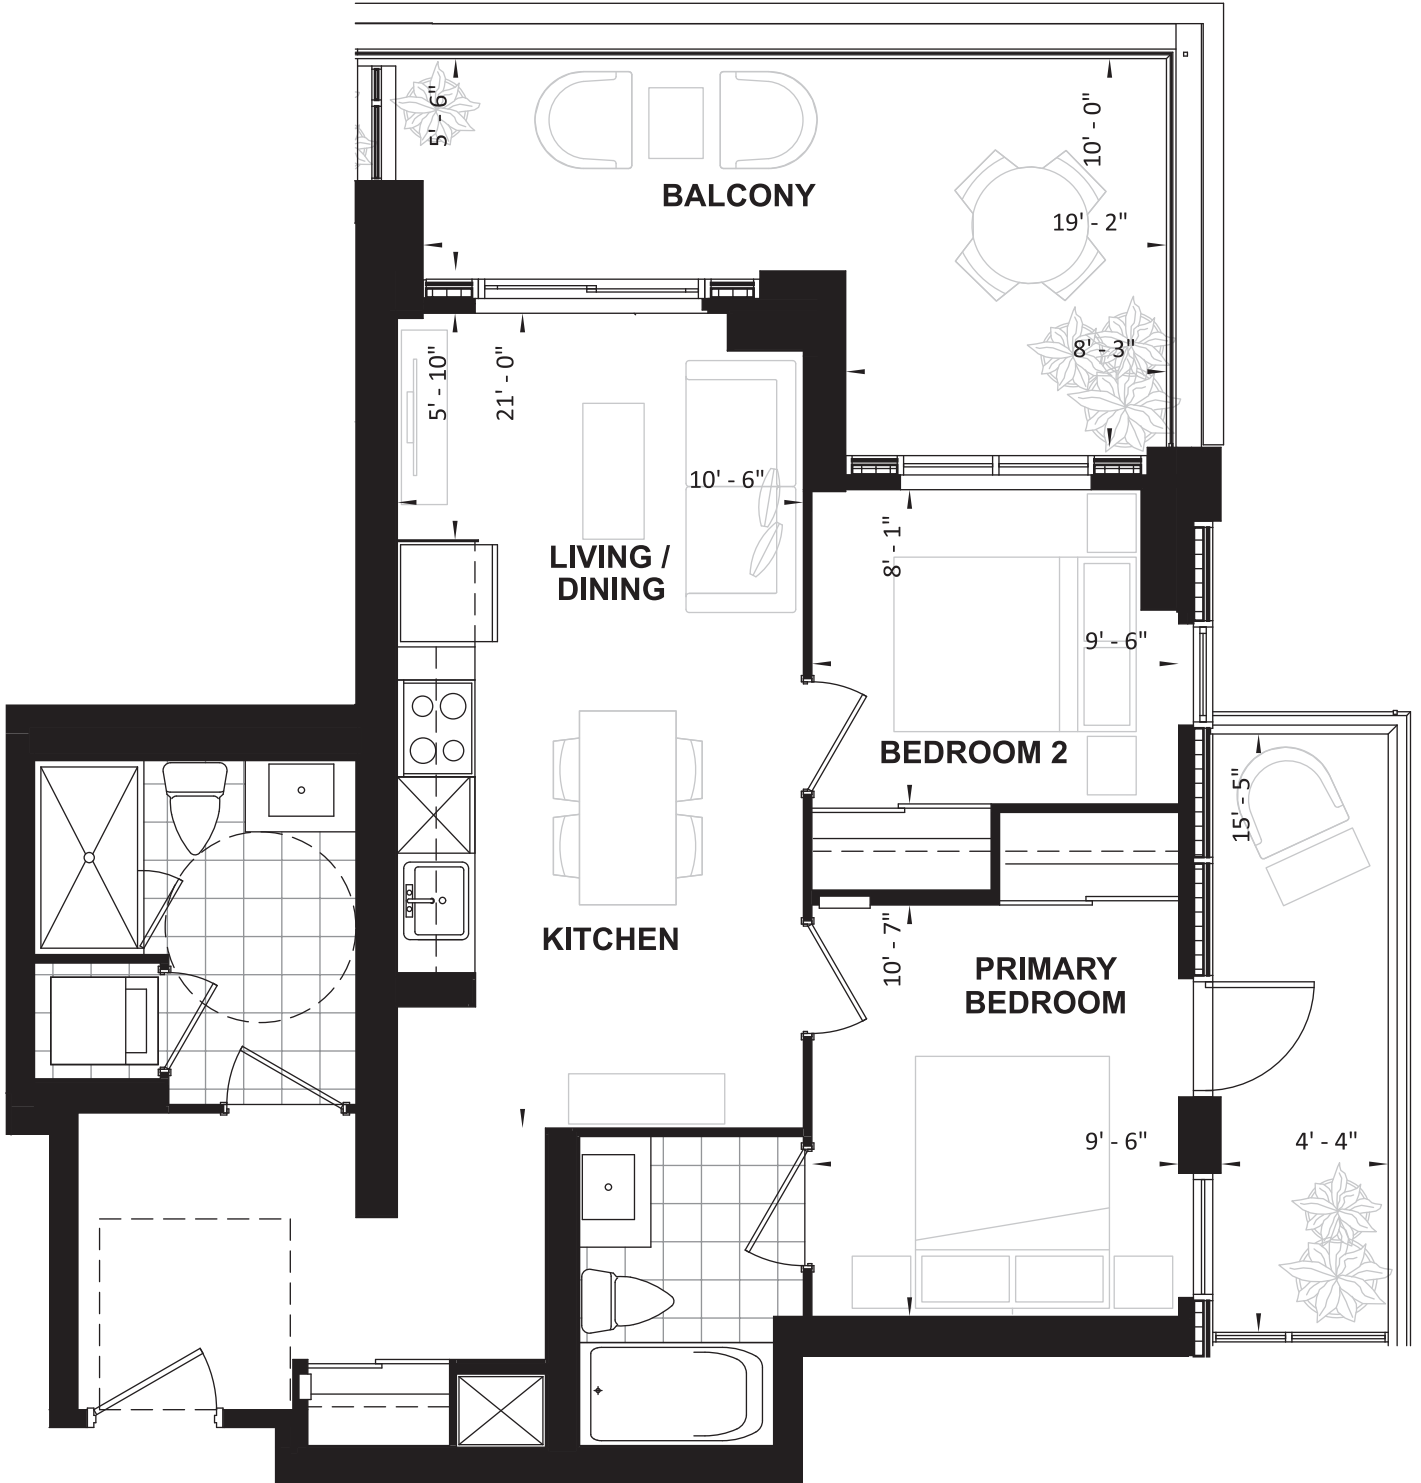 5' - 6"
10' - 0"
BALCONY
19' - 2"
5' - 10"
21' - 0"
8' - 3"
10' - 6"
8' - 1"
LIVING /
DINING
9' - 6"
BEDROOM 2
15' - 5"
KITCHEN
10' - 7"
PRIMARY
BEDROOM
9' - 6"
4' - 4"